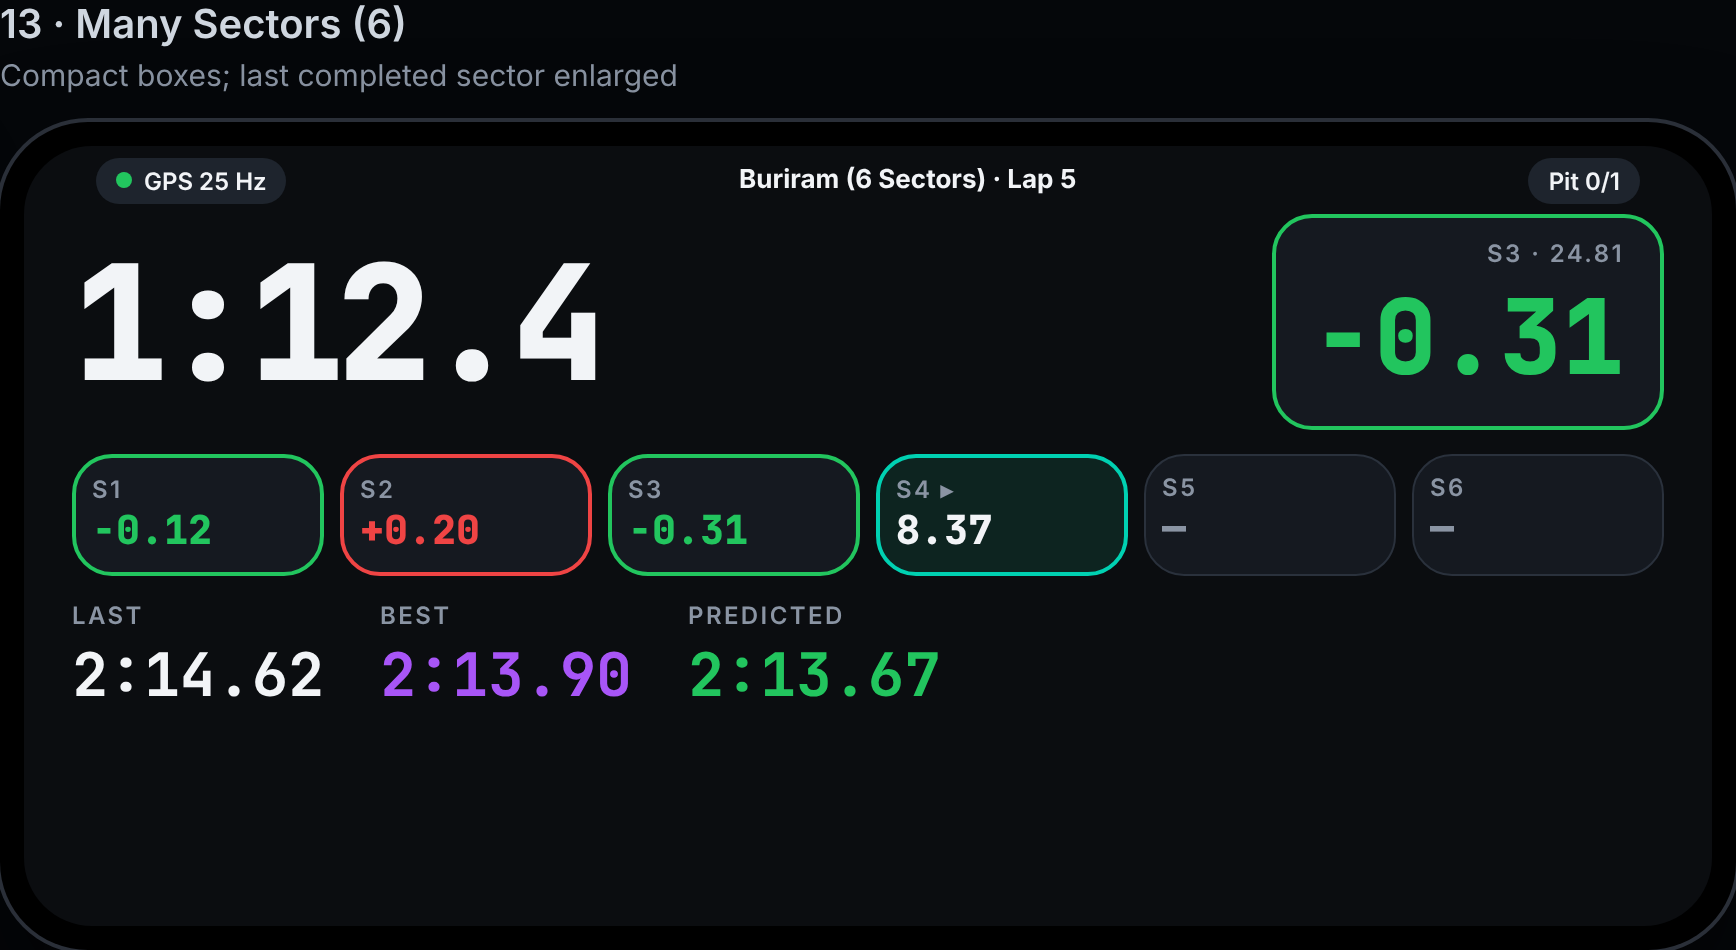 13 · Many Sectors (6)
Compact boxes; last completed sector enlarged
GPS 25 Hz
Buriram (6 Sectors) · Lap 5
Pit 0/1
1:12.4
S3 · 24.81
-0.31
S1
-0.12
S2
+0.20
S3
-0.31
S4 ▸
8.37
S5
—
S6
—
LAST
2:14.62
BEST
2:13.90
PREDICTED
2:13.67